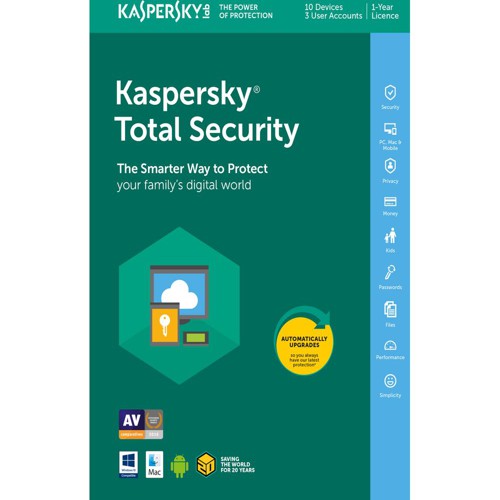 KASPERSKY lab
THE POWER
OF PROTECTION
10 Devices
3 User Accounts
1-Year
Licence
Kaspersky®
Total Security
The Smarter Way to Protect
your family's digital world
Security
PC, Mac &
Mobile
Privacy
Money
Kids
Passwords
Files
Performance
Simplicity
AUTOMATICALLY
UPGRADES
so you always
have our latest
protection*
AV
Mac
SAVING
THE WORLD
FOR 20 YEARS